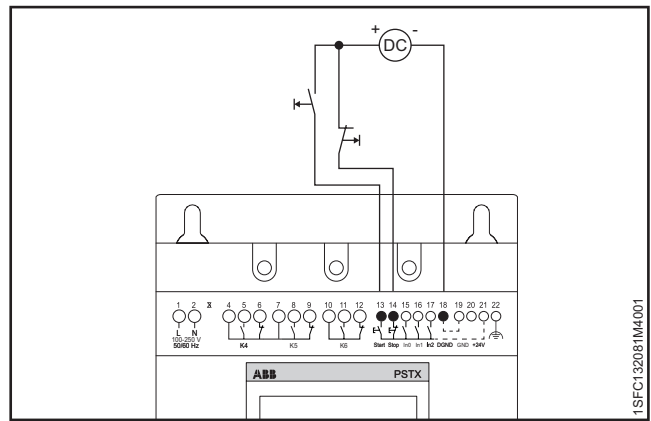 + DC -
1 2 4 5 6 7 8 9 10 11 12 13 14 15 16 17 18 19 20 21 22
L N
100-250 V
50/60 Hz
K4 K5 K6 Start Stop In0 In1 In2 DGND GND +24V
ABB PSTX
1SFC132081M4001